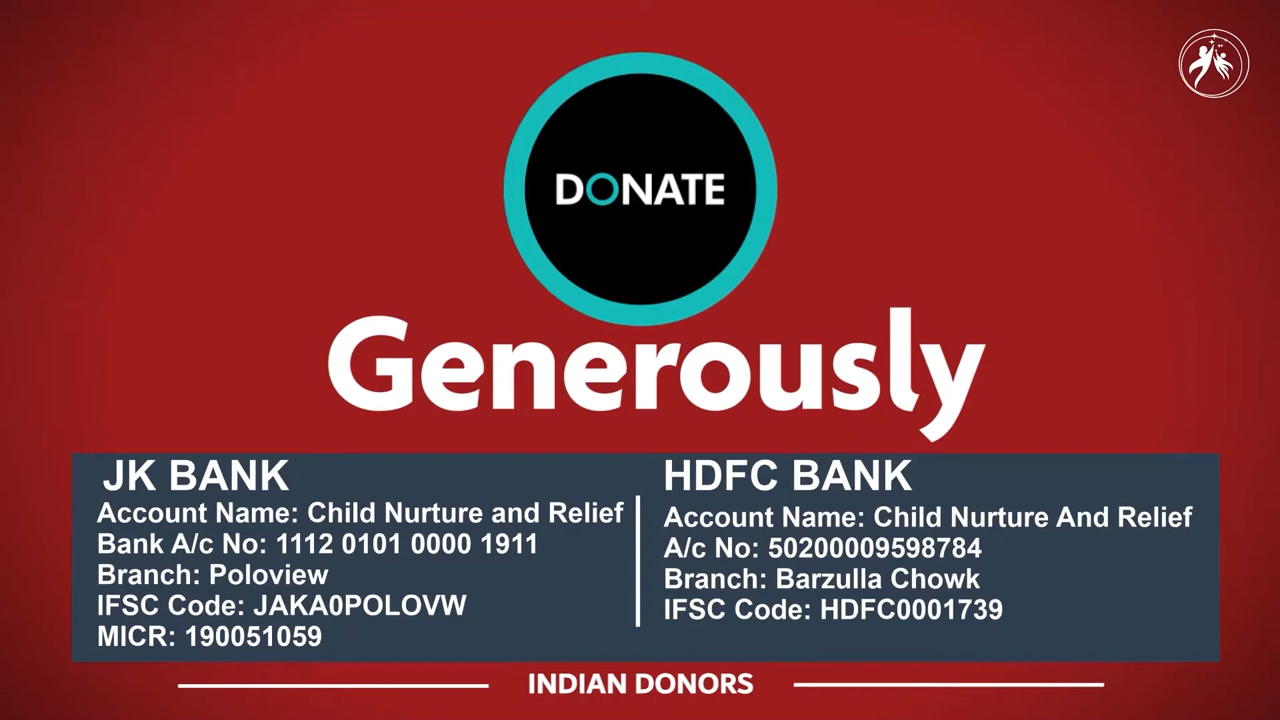 DONATE
Generously
JK BANK
Account Name: Child Nurture and Relief
Bank A/c No: 1112 0101 0000 1911
Branch: Poloview
IFSC Code: JAKA0POLOVW
MICR: 190051059
HDFC BANK
Account Name: Child Nurture And Relief
A/c No: 50200009598784
Branch: Barzulla Chowk
IFSC Code: HDFC0001739
INDIAN DONORS